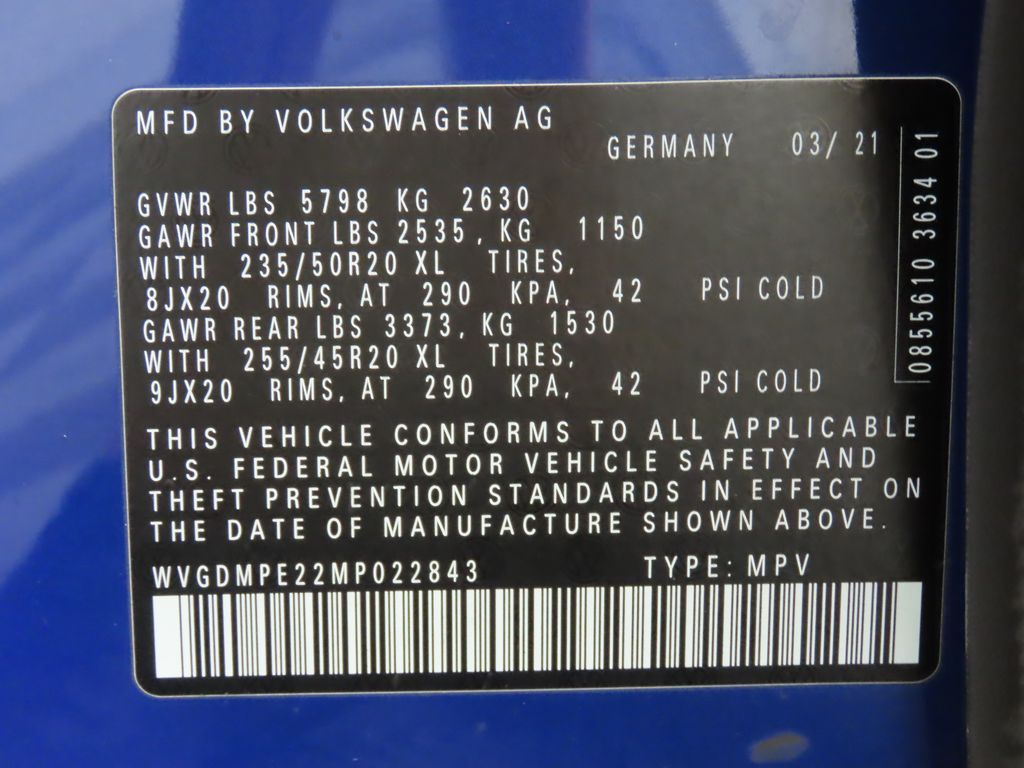 MFD BY VOLKSWAGEN AG
GERMANY 03/ 21
GVWR LBS 5798 KG 2630
GAWR FRONT LBS 2535, KG 1150
WITH 235/50R20 XL TIRES,
8JX20 RIMS, AT 290 KPA, 42 PSI COLD
GAWR REAR LBS 3373, KG 1530
WITH 255/45R20 XL TIRES,
9JX20 RIMS, AT 290 KPA, 42 PSI COLD
THIS VEHICLE CONFORMS TO ALL APPLICABLE
U.S. FEDERAL MOTOR VEHICLE SAFETY AND
THEFT PREVENTION STANDARDS IN EFFECT ON
THE DATE OF MANUFACTURE SHOWN ABOVE.
WVGDMPE22MP022843 TYPE: MPV
0855610 3634 01